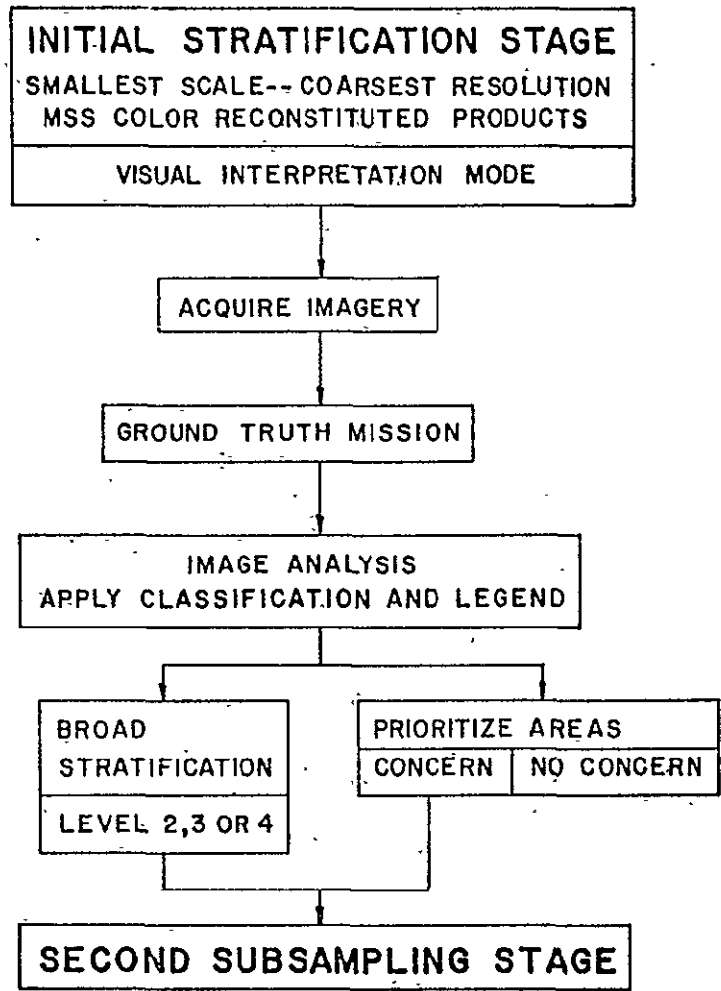 INITIAL STRATIFICATION STAGE
SMALLEST SCALE--COARSEST RESOLUTION
MSS COLOR RECONSTITUTED PRODUCTS
VISUAL INTERPRETATION MODE
ACQUIRE IMAGERY
GROUND TRUTH MISSION
IMAGE ANALYSIS
APPLY CLASSIFICATION AND LEGEND
BROAD
STRATIFICATION
LEVEL 2,3 OR 4
PRIORITIZE AREAS
CONCERN
NO CONCERN
SECOND SUBSAMPLING STAGE